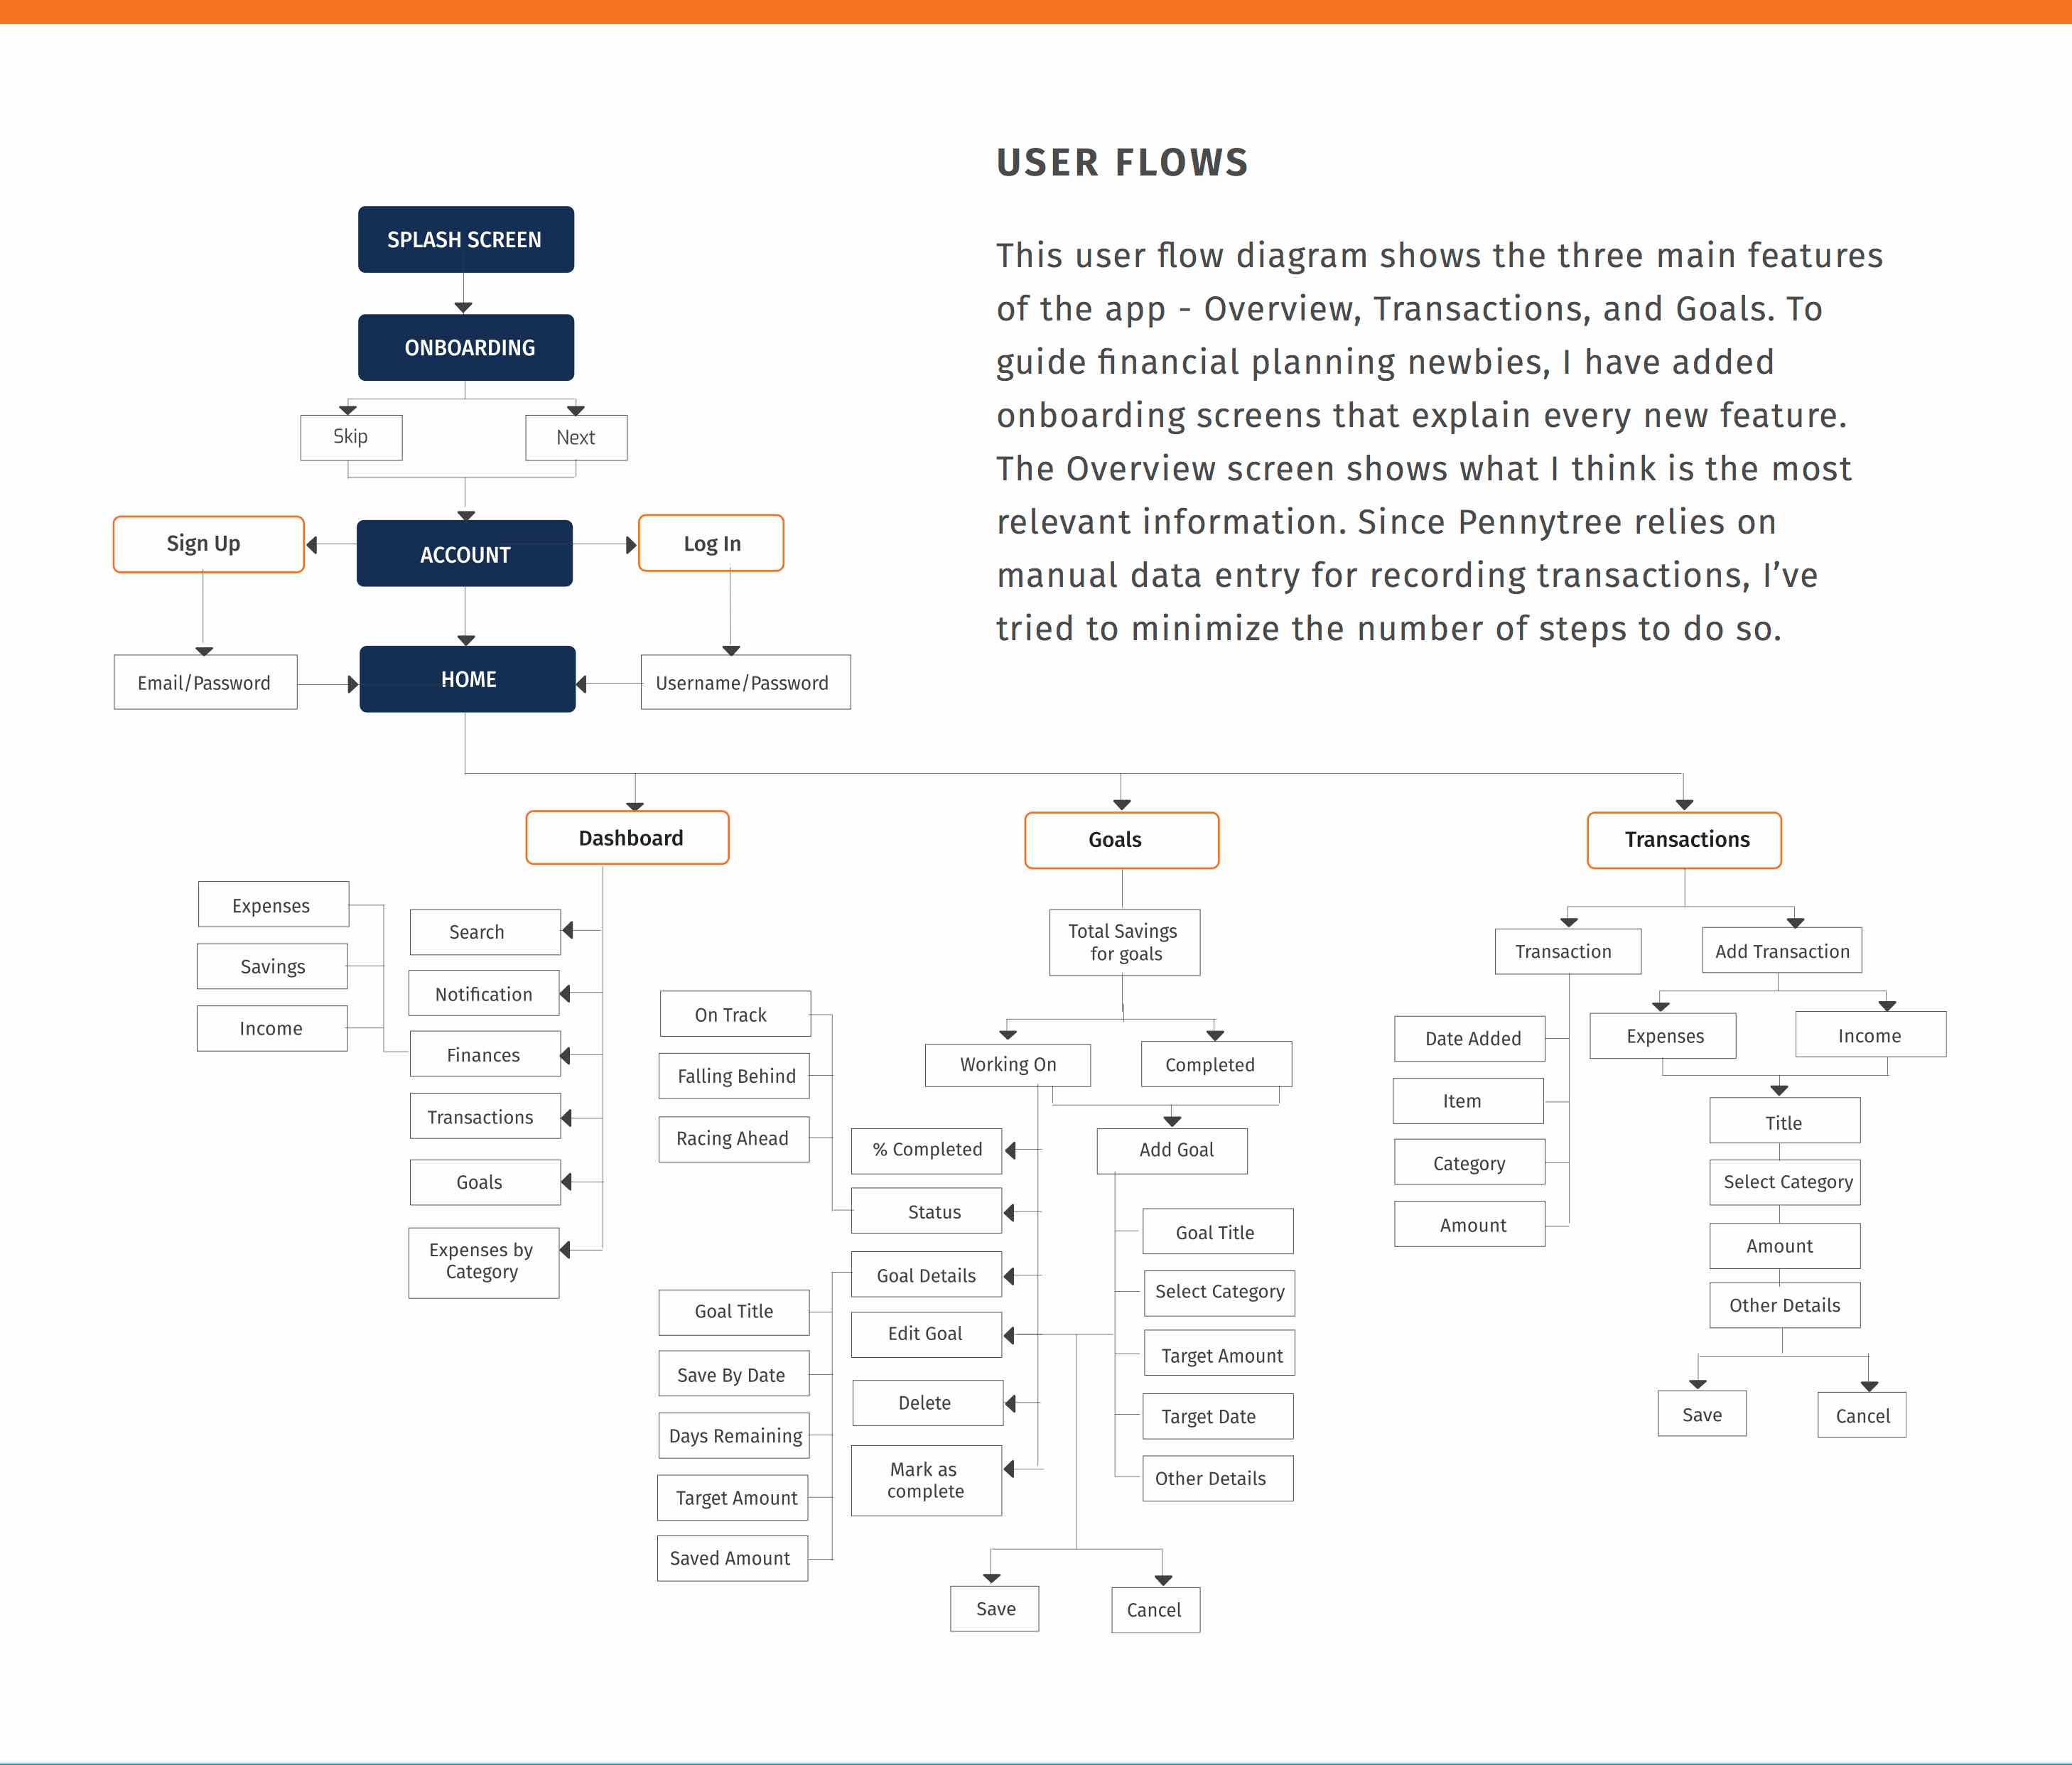 USER FLOWS
This user flow diagram shows the three main features
of the app - Overview, Transactions, and Goals. To
guide financial planning newbies, I have added
onboarding screens that explain every new feature.
The Overview screen shows what I think is the most
relevant information. Since Pennytree relies on
manual data entry for recording transactions, I’ve
tried to minimize the number of steps to do so.
SPLASH SCREEN
ONBOARDING
Skip
Next
Sign Up
ACCOUNT
Log In
Email/Password
HOME
Username/Password
Dashboard
Goals
Transactions
Expenses
Savings
Income
Search
Notification
Finances
Transactions
Goals
Expenses by
Category
Total Savings
for goals
Working On
Completed
On Track
Falling Behind
Racing Ahead
% Completed
Status
Goal Details
Edit Goal
Delete
Mark as
complete
Goal Title
Save By Date
Days Remaining
Target Amount
Saved Amount
Add Goal
Goal Title
Select Category
Target Amount
Target Date
Other Details
Save
Cancel
Transaction
Add Transaction
Date Added
Item
Category
Amount
Expenses
Income
Title
Select Category
Amount
Other Details
Save
Cancel